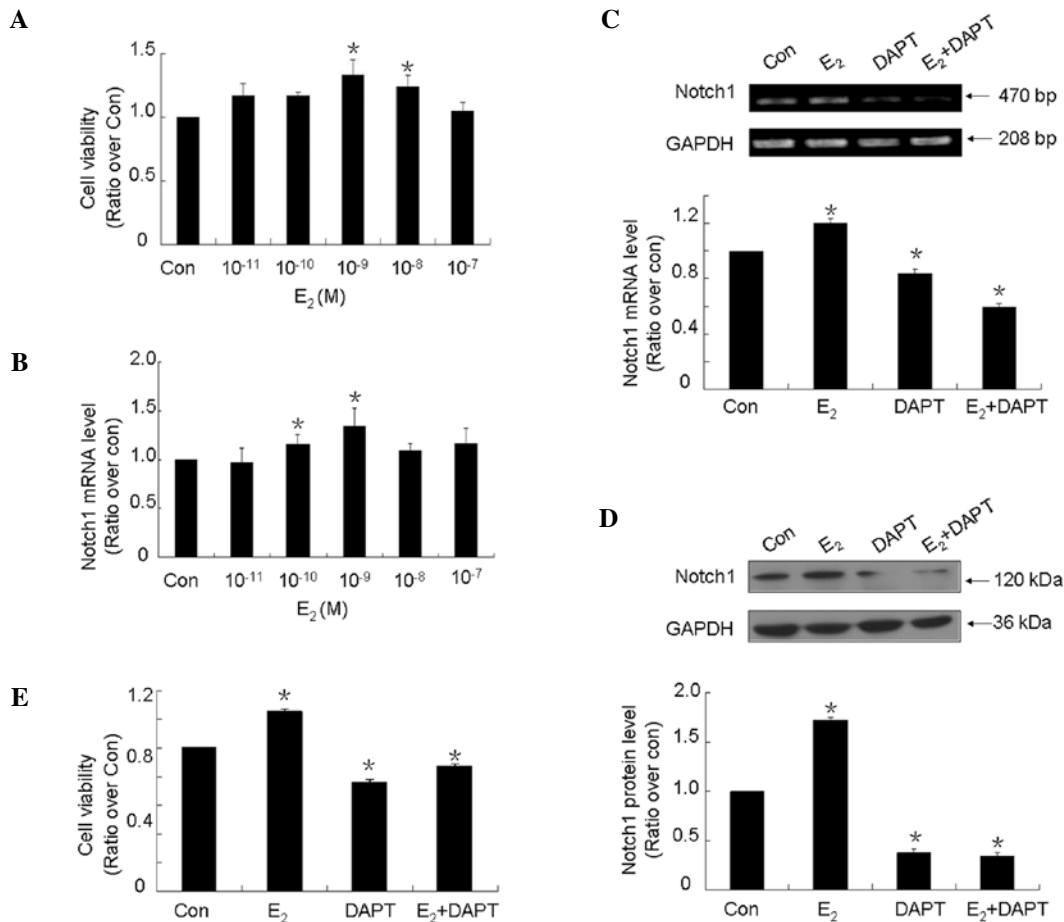 A
Cell viability
(Ratio over Con)
1.5
1.0
0.5
0
*
*
Con 10⁻¹¹ 10⁻¹⁰ 10⁻⁹ 10⁻⁸ 10⁻⁷
E₂ (M)
B
Notch1 mRNA level
(Ratio over con)
2.0
1.5
1.0
0.5
0
*
*
Con 10⁻¹¹ 10⁻¹⁰ 10⁻⁹ 10⁻⁸ 10⁻⁷
E₂ (M)
E
Cell viability
(Ratio over Con)
1.2
0.8
0.4
0
*
*
*
Con E₂ DAPT E₂+DAPT
C
Con E₂ DAPT E₂+DAPT
Notch1
470 bp
GAPDH
208 bp
Notch1 mRNA level
(Ratio over con)
1.2
0.8
0.4
0
*
*
*
Con E₂ DAPT E₂+DAPT
D
Con E₂ DAPT E₂+DAPT
Notch1
120 kDa
GAPDH
36 kDa
Notch1 protein level
(Ratio over con)
2.0
1.5
1.0
0.5
0
*
*
*
Con E₂ DAPT E₂+DAPT